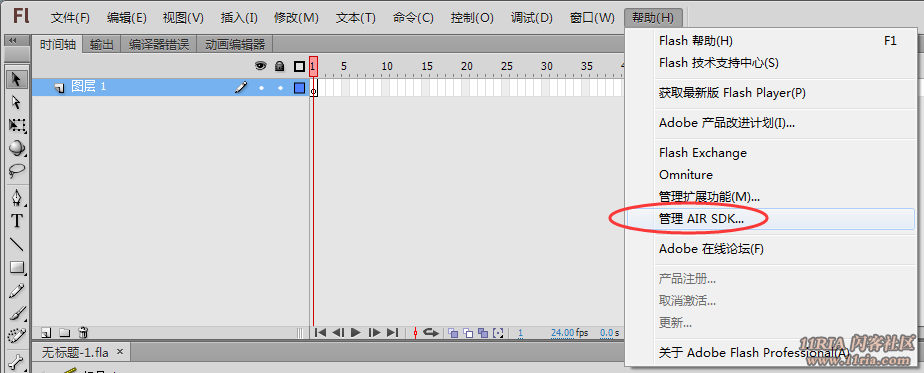 Fl 文件(F) 编辑(E) 视图(V) 插入(I) 修改(M) 文本(T) 命令(C) 控制(O) 调试(D) 窗口(W) 帮助(H)
时间轴 输出 编译器错误 动画编辑器
1 5 10 15 20 25 30 35
图层 1
T
1 24.00 fps 0.0 s
无标题-1.fla ×
Flash 帮助(H) F1
Flash 技术支持中心(S)
获取最新版 Flash Player(P)
Adobe 产品改进计划(I)...
Flash Exchange
Omniture
管理扩展功能(M)...
管理 AIR SDK...
Adobe 在线论坛(F)
产品注册...
取消激活...
更新...
关于 Adobe Flash Professional(A)
11RIA 闪客社区
www.11ria.com